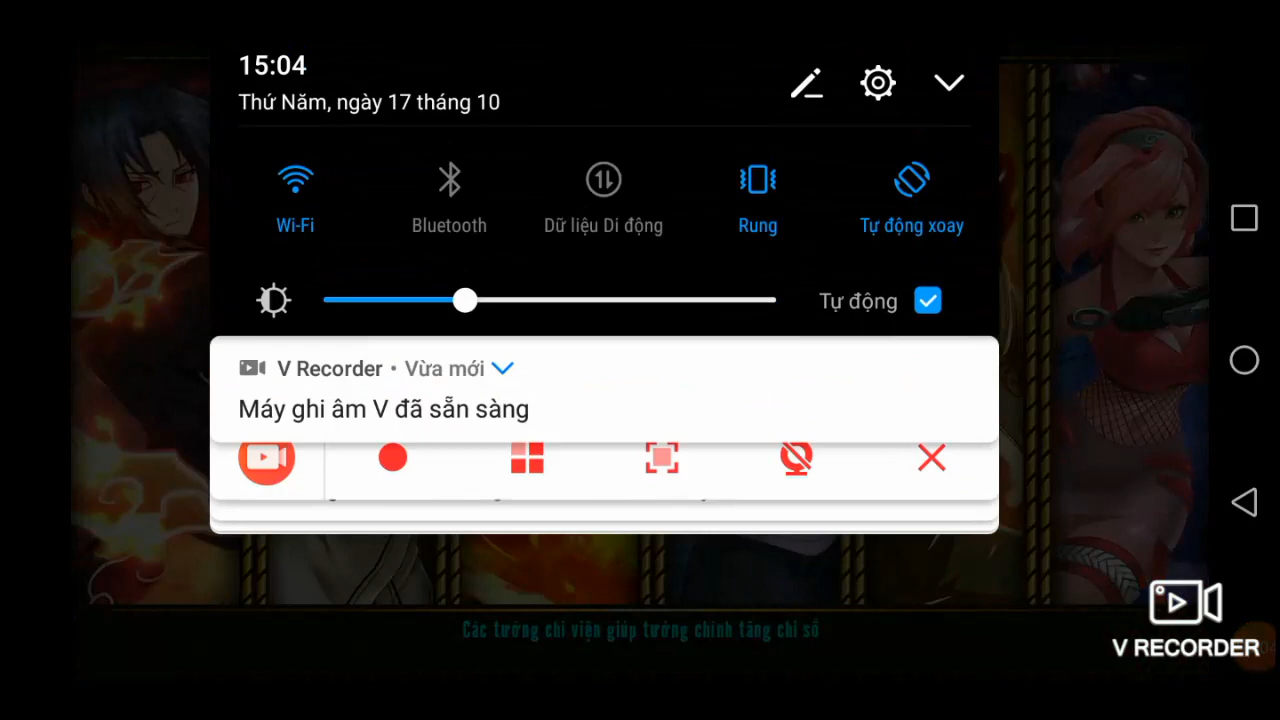 15:04
Thứ Năm, ngày 17 tháng 10
Wi-Fi
Bluetooth
Dữ liệu Di động
Rung
Tự động xoay
Tự động
V Recorder • Vừa mới
Máy ghi âm V đã sẵn sàng
Các tướng chi viện giúp tướng chính tăng chỉ số
V RECORDER